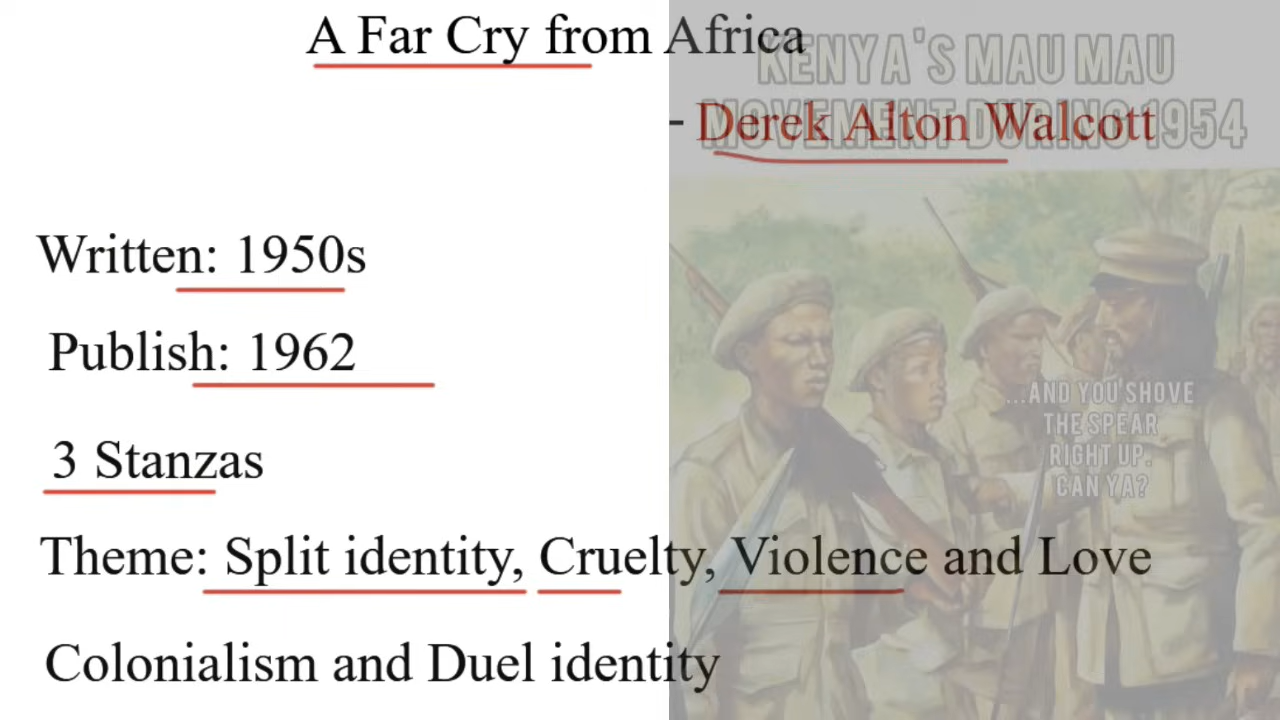 A Far Cry from Africa
KENYA'S MAU MAU
MOVEMENT DURING 1954
- Derek Alton Walcott
Written: 1950s
Publish: 1962
...AND YOU SHOVE
THE SPEAR
RIGHT UP.
CAN YA?
3 Stanzas
Theme: Split identity, Cruelty, Violence and Love
Colonialism and Duel identity